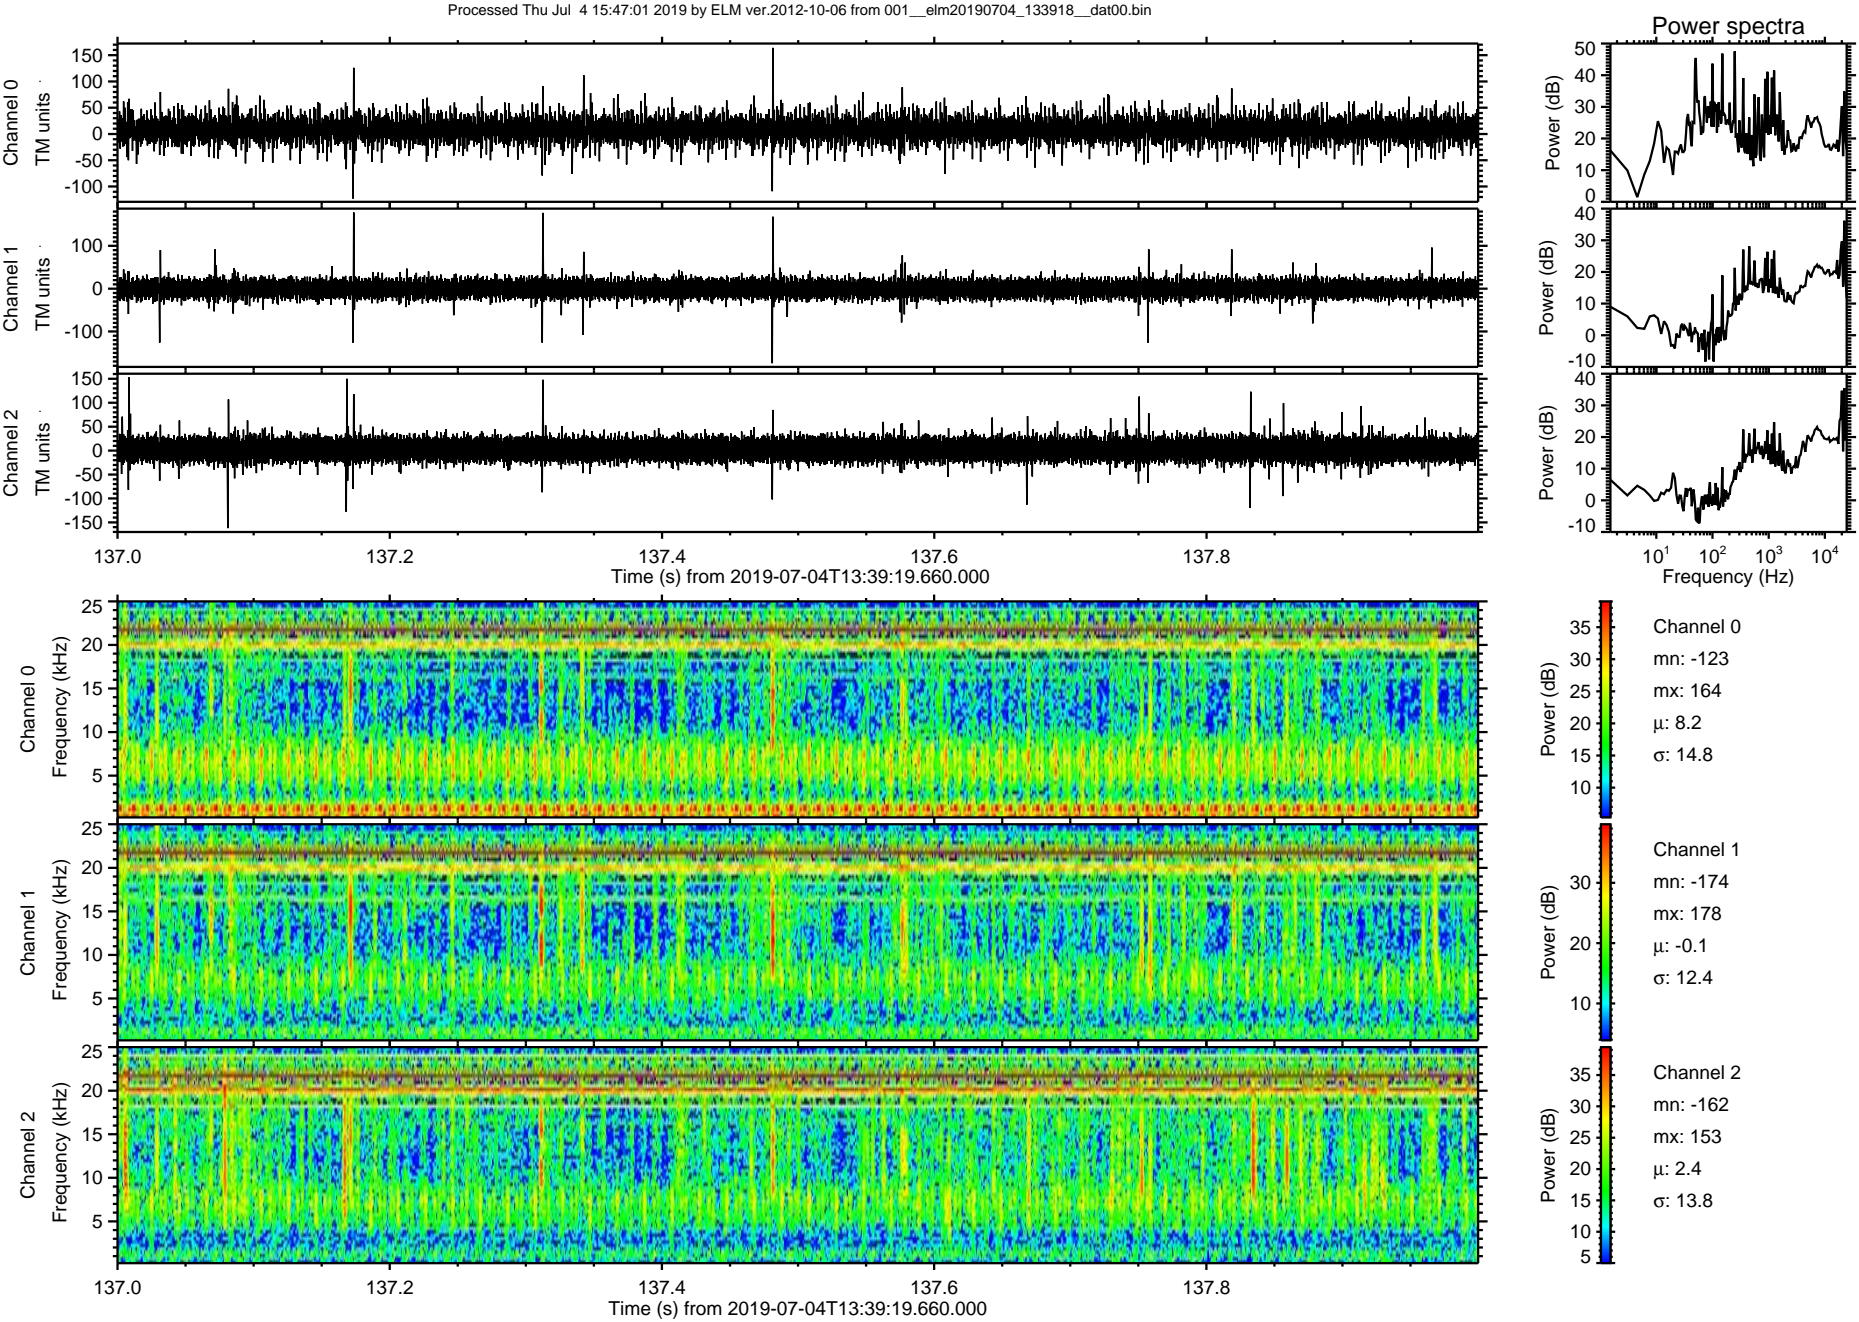 Processed Thu Jul  4 15:47:01 2019 by ELM ver.2012-10-06 from 001__elm20190704_133918__dat00.bin
Power spectra
Channel 0
TM units
150
100
50
0
-50
-100
Power (dB)
50
40
30
20
10
0
Channel 1
TM units
100
0
-100
Power (dB)
40
30
20
10
0
-10
Channel 2
TM units
150
100
50
0
-50
-100
-150
Power (dB)
40
30
20
10
0
-10
137.0 137.2 137.4 137.6 137.8
Time (s) from 2019-07-04T13:39:19.660.000
10^1 10^2 10^3 10^4
Frequency (Hz)
Channel 0
Frequency (kHz)
25
20
15
10
5
Power (dB)
35
30
25
20
15
10
Channel 0
mn: -123
mx: 164
μ: 8.2
σ: 14.8
Channel 1
Frequency (kHz)
25
20
15
10
5
Power (dB)
30
20
10
Channel 1
mn: -174
mx: 178
μ: -0.1
σ: 12.4
Channel 2
Frequency (kHz)
25
20
15
10
5
Power (dB)
35
30
25
20
15
10
5
Channel 2
mn: -162
mx: 153
μ: 2.4
σ: 13.8
137.0 137.2 137.4 137.6 137.8
Time (s) from 2019-07-04T13:39:19.660.000